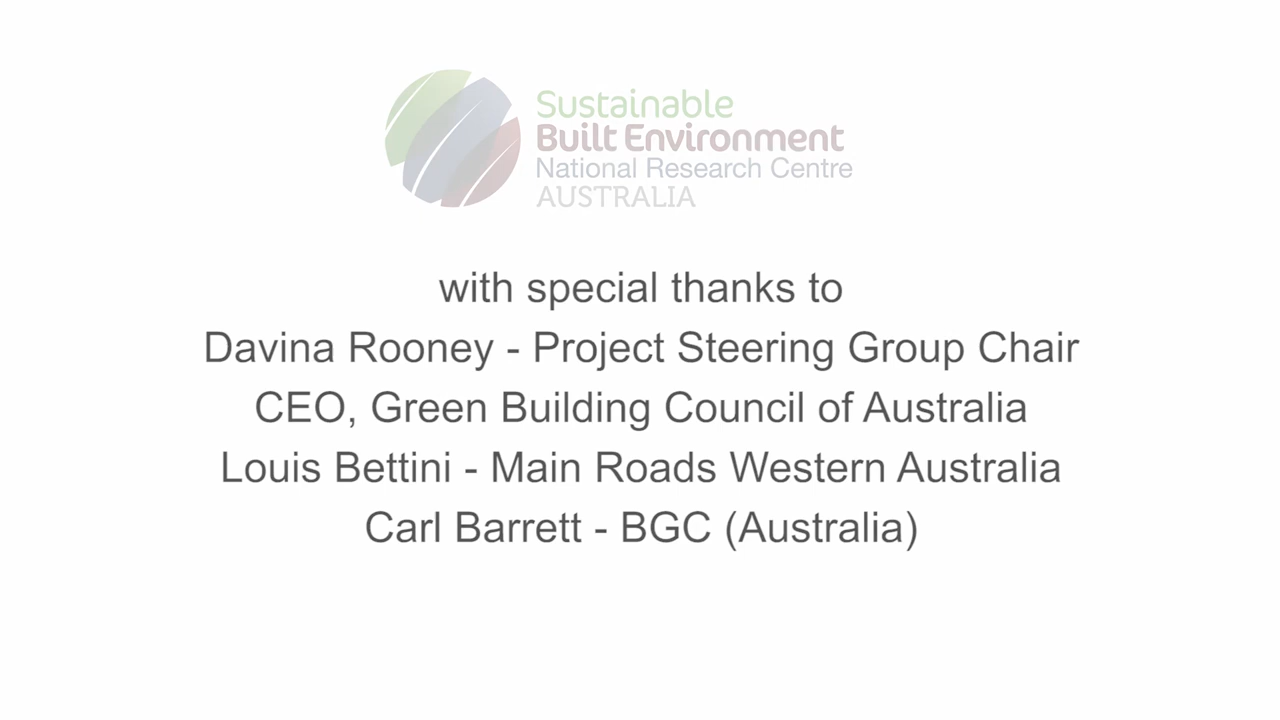 Sustainable
Built Environment
National Research Centre
AUSTRALIA
with special thanks to
Davina Rooney - Project Steering Group Chair
CEO, Green Building Council of Australia
Louis Bettini - Main Roads Western Australia
Carl Barrett - BGC (Australia)